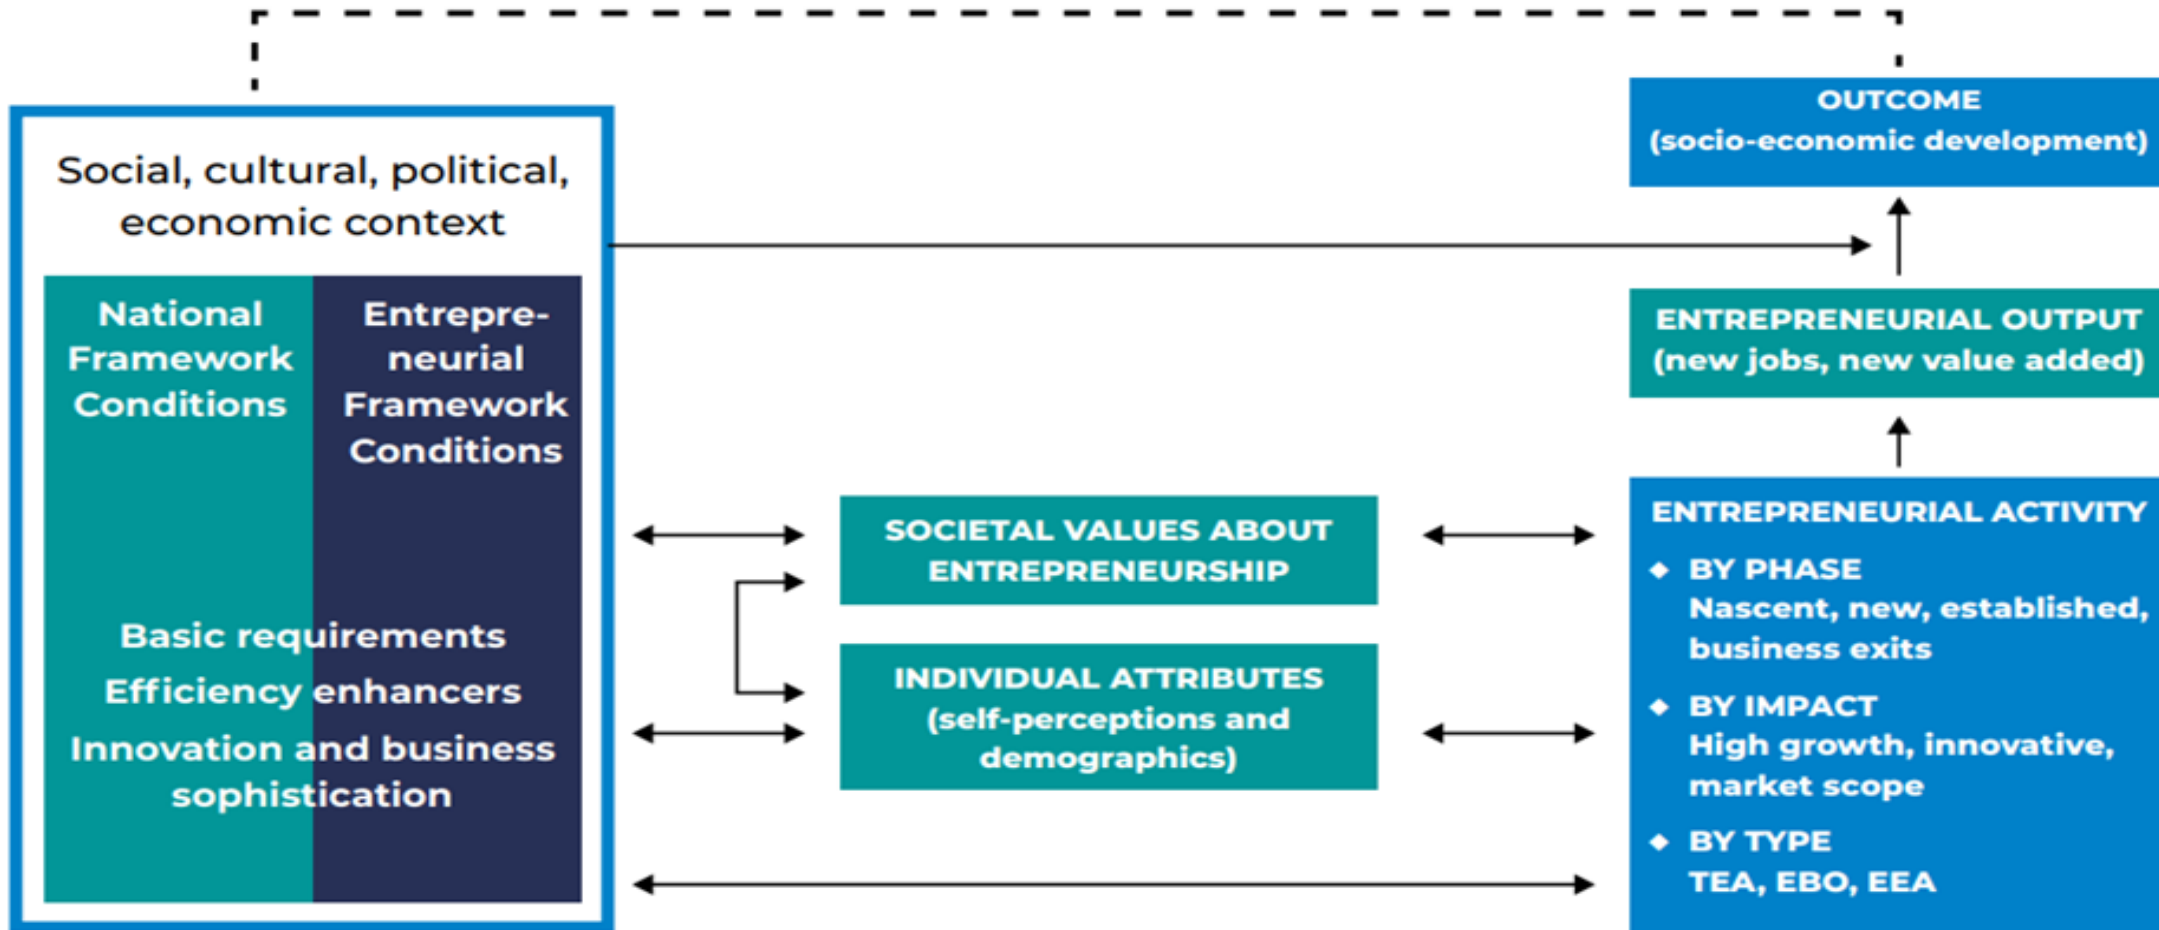 Social, cultural, political,
economic context
National
Framework
Conditions
Entrepre-
neurial
Framework
Conditions
Basic requirements
Efficiency enhancers
Innovation and business
sophistication
SOCIETAL VALUES ABOUT
ENTREPRENEURSHIP
INDIVIDUAL ATTRIBUTES
(self-perceptions and
demographics)
OUTCOME
(socio-economic development)
ENTREPRENEURIAL OUTPUT
(new jobs, new value added)
ENTREPRENEURIAL ACTIVITY
◆ BY PHASE
Nascent, new, established,
business exits
◆ BY IMPACT
High growth, innovative,
market scope
◆ BY TYPE
TEA, EBO, EEA